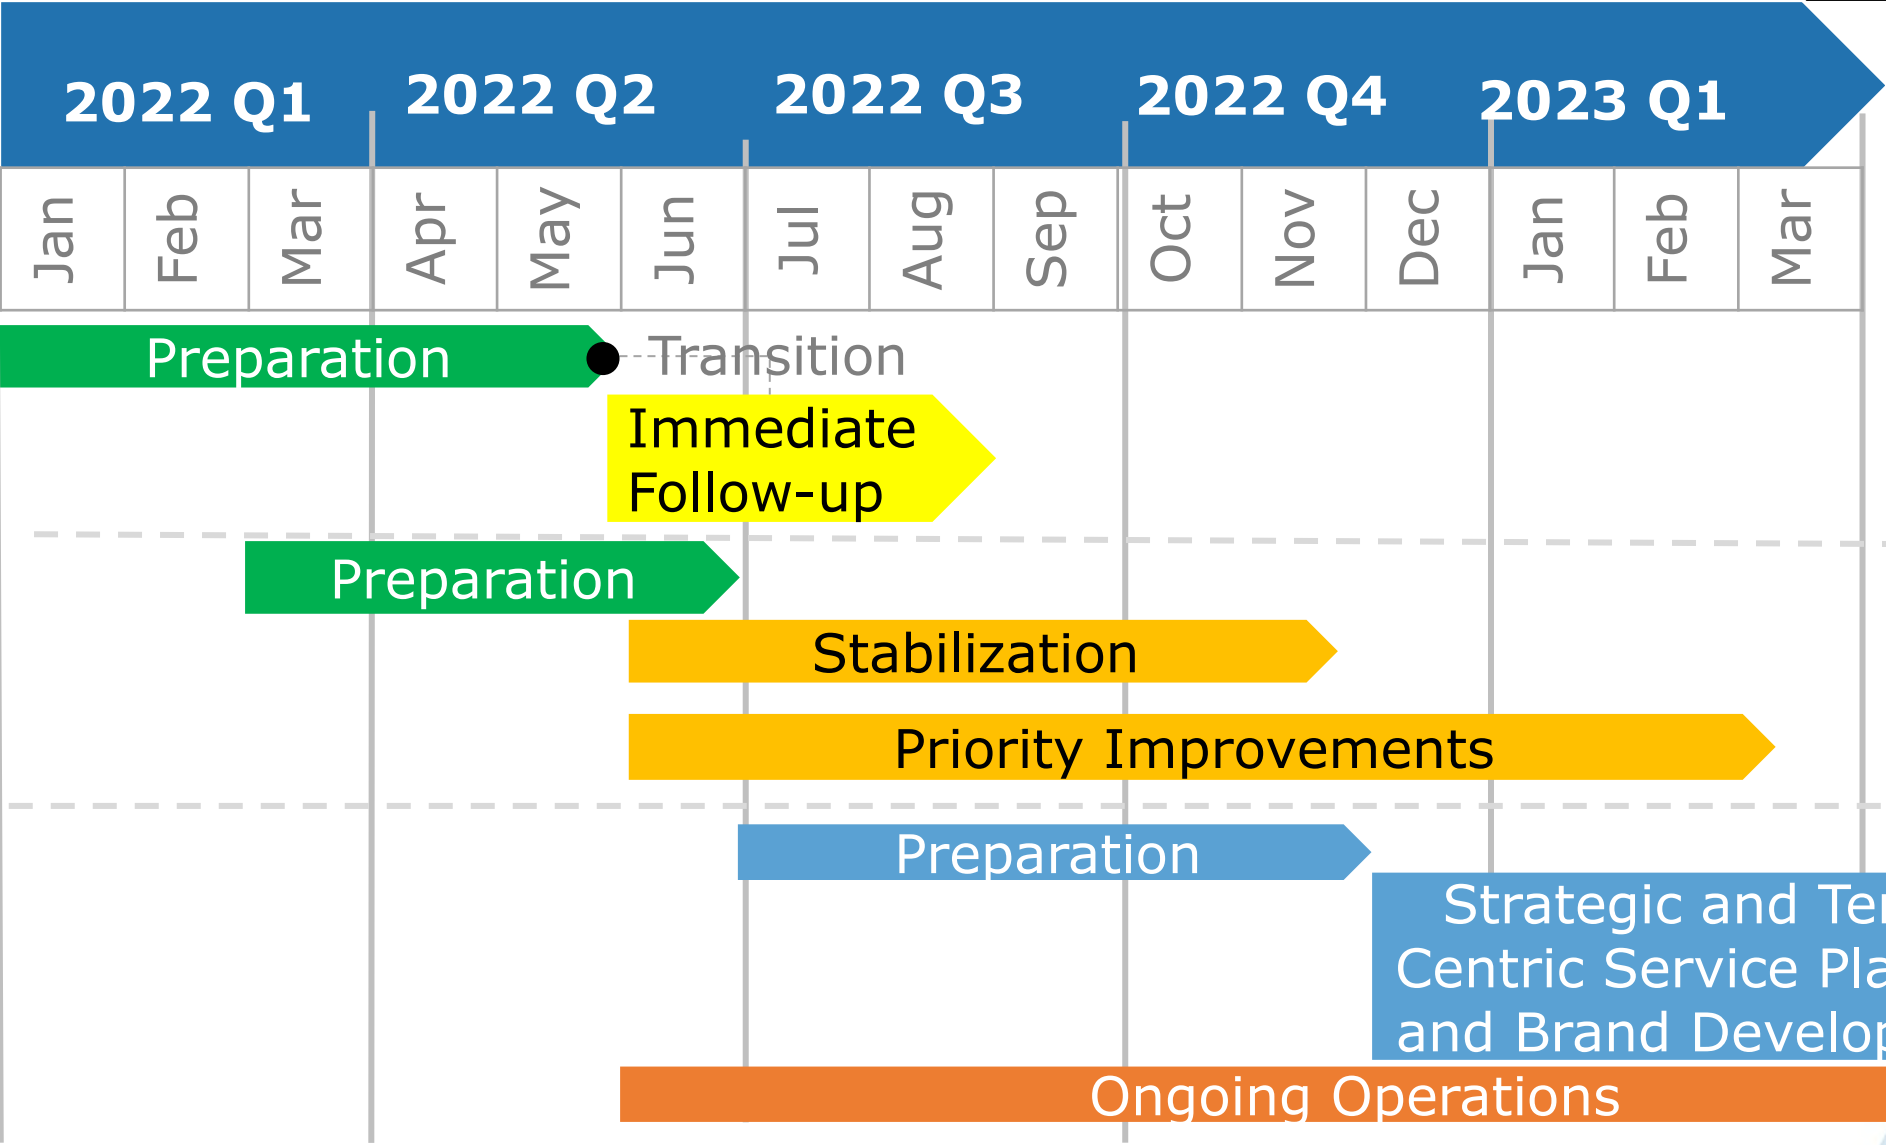 2022 Q1 2022 Q2 2022 Q3 2022 Q4 2023 Q1
Jan Feb Mar Apr May Jun Jul Aug Sep Oct Nov Dec Jan Feb Mar
Preparation
Transition
Immediate
Follow-up
Preparation
Stabilization
Priority Improvements
Preparation
Strategic and
Centric Service
and Brand
Ongoing Operations